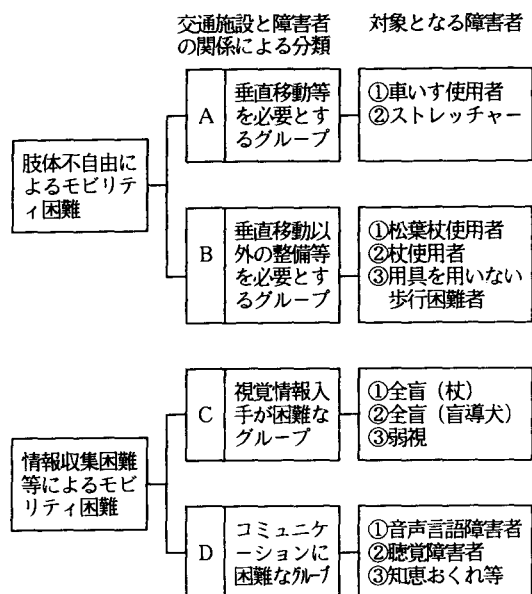 交通施設と障害者
の関係による分類
対象となる障害者
肢体不自由に
よるモビリテ
ィ困難
A
垂直移動等
を必要とす
るグループ
①車いす使用者
②ストレッチャー
B
垂直移動以
外の整備等
を必要とす
るグループ
①松葉杖使用者
②杖使用者
③用具を用いない
歩行困難者
情報収集困難
等によるモビ
リティ困難
C
視覚情報入
手が困難な
グループ
①全盲（杖）
②全盲（盲導犬）
③弱視
D
コミュニケ
ーションに
困難なグループ
①音声言語障害者
②聴覚障害者
③知恵おくれ等